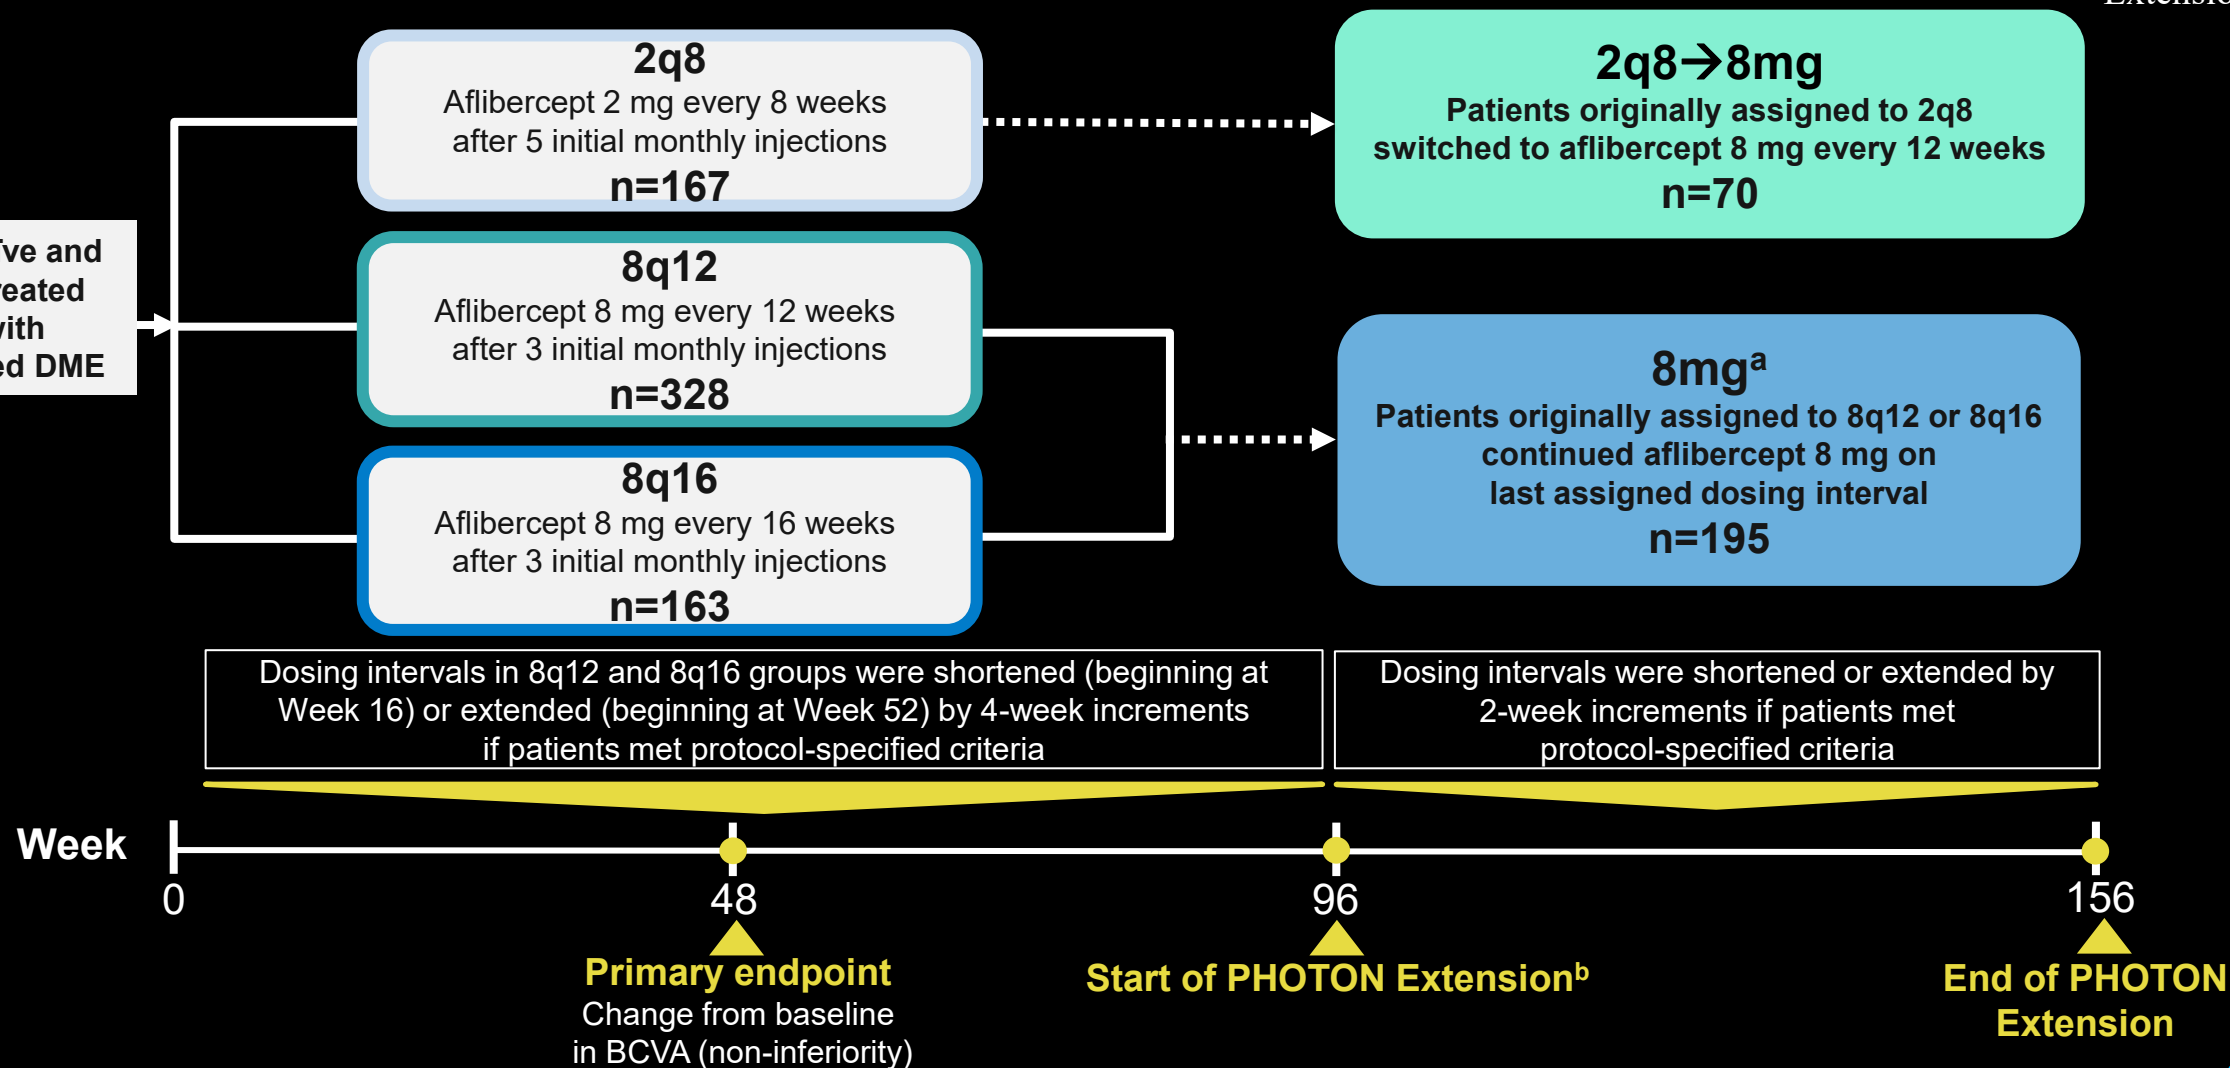 2q8
Aflibercept 2 mg every 8 weeks
after 5 initial monthly injections
n=167
2q8→8mg
Patients originally assigned to 2q8
switched to aflibercept 8 mg every 12 weeks
n=70
and
DME
8q12
Aflibercept 8 mg every 12 weeks
after 3 initial monthly injections
n=328
8q16
Aflibercept 8 mg every 16 weeks
after 3 initial monthly injections
n=163
8mgᵃ
Patients originally assigned to 8q12 or 8q16
continued aflibercept 8 mg on
last assigned dosing interval
n=195
Dosing intervals in 8q12 and 8q16 groups were shortened (beginning at
Week 16) or extended (beginning at Week 52) by 4-week increments
if patients met protocol-specified criteria
Dosing intervals were shortened or extended by
2-week increments if patients met
protocol-specified criteria
Week
0
48
96
156
Primary endpoint
Change from baseline
in BCVA (non-inferiority)
Start of PHOTON Extensionᵇ
End of PHOTON
Extension